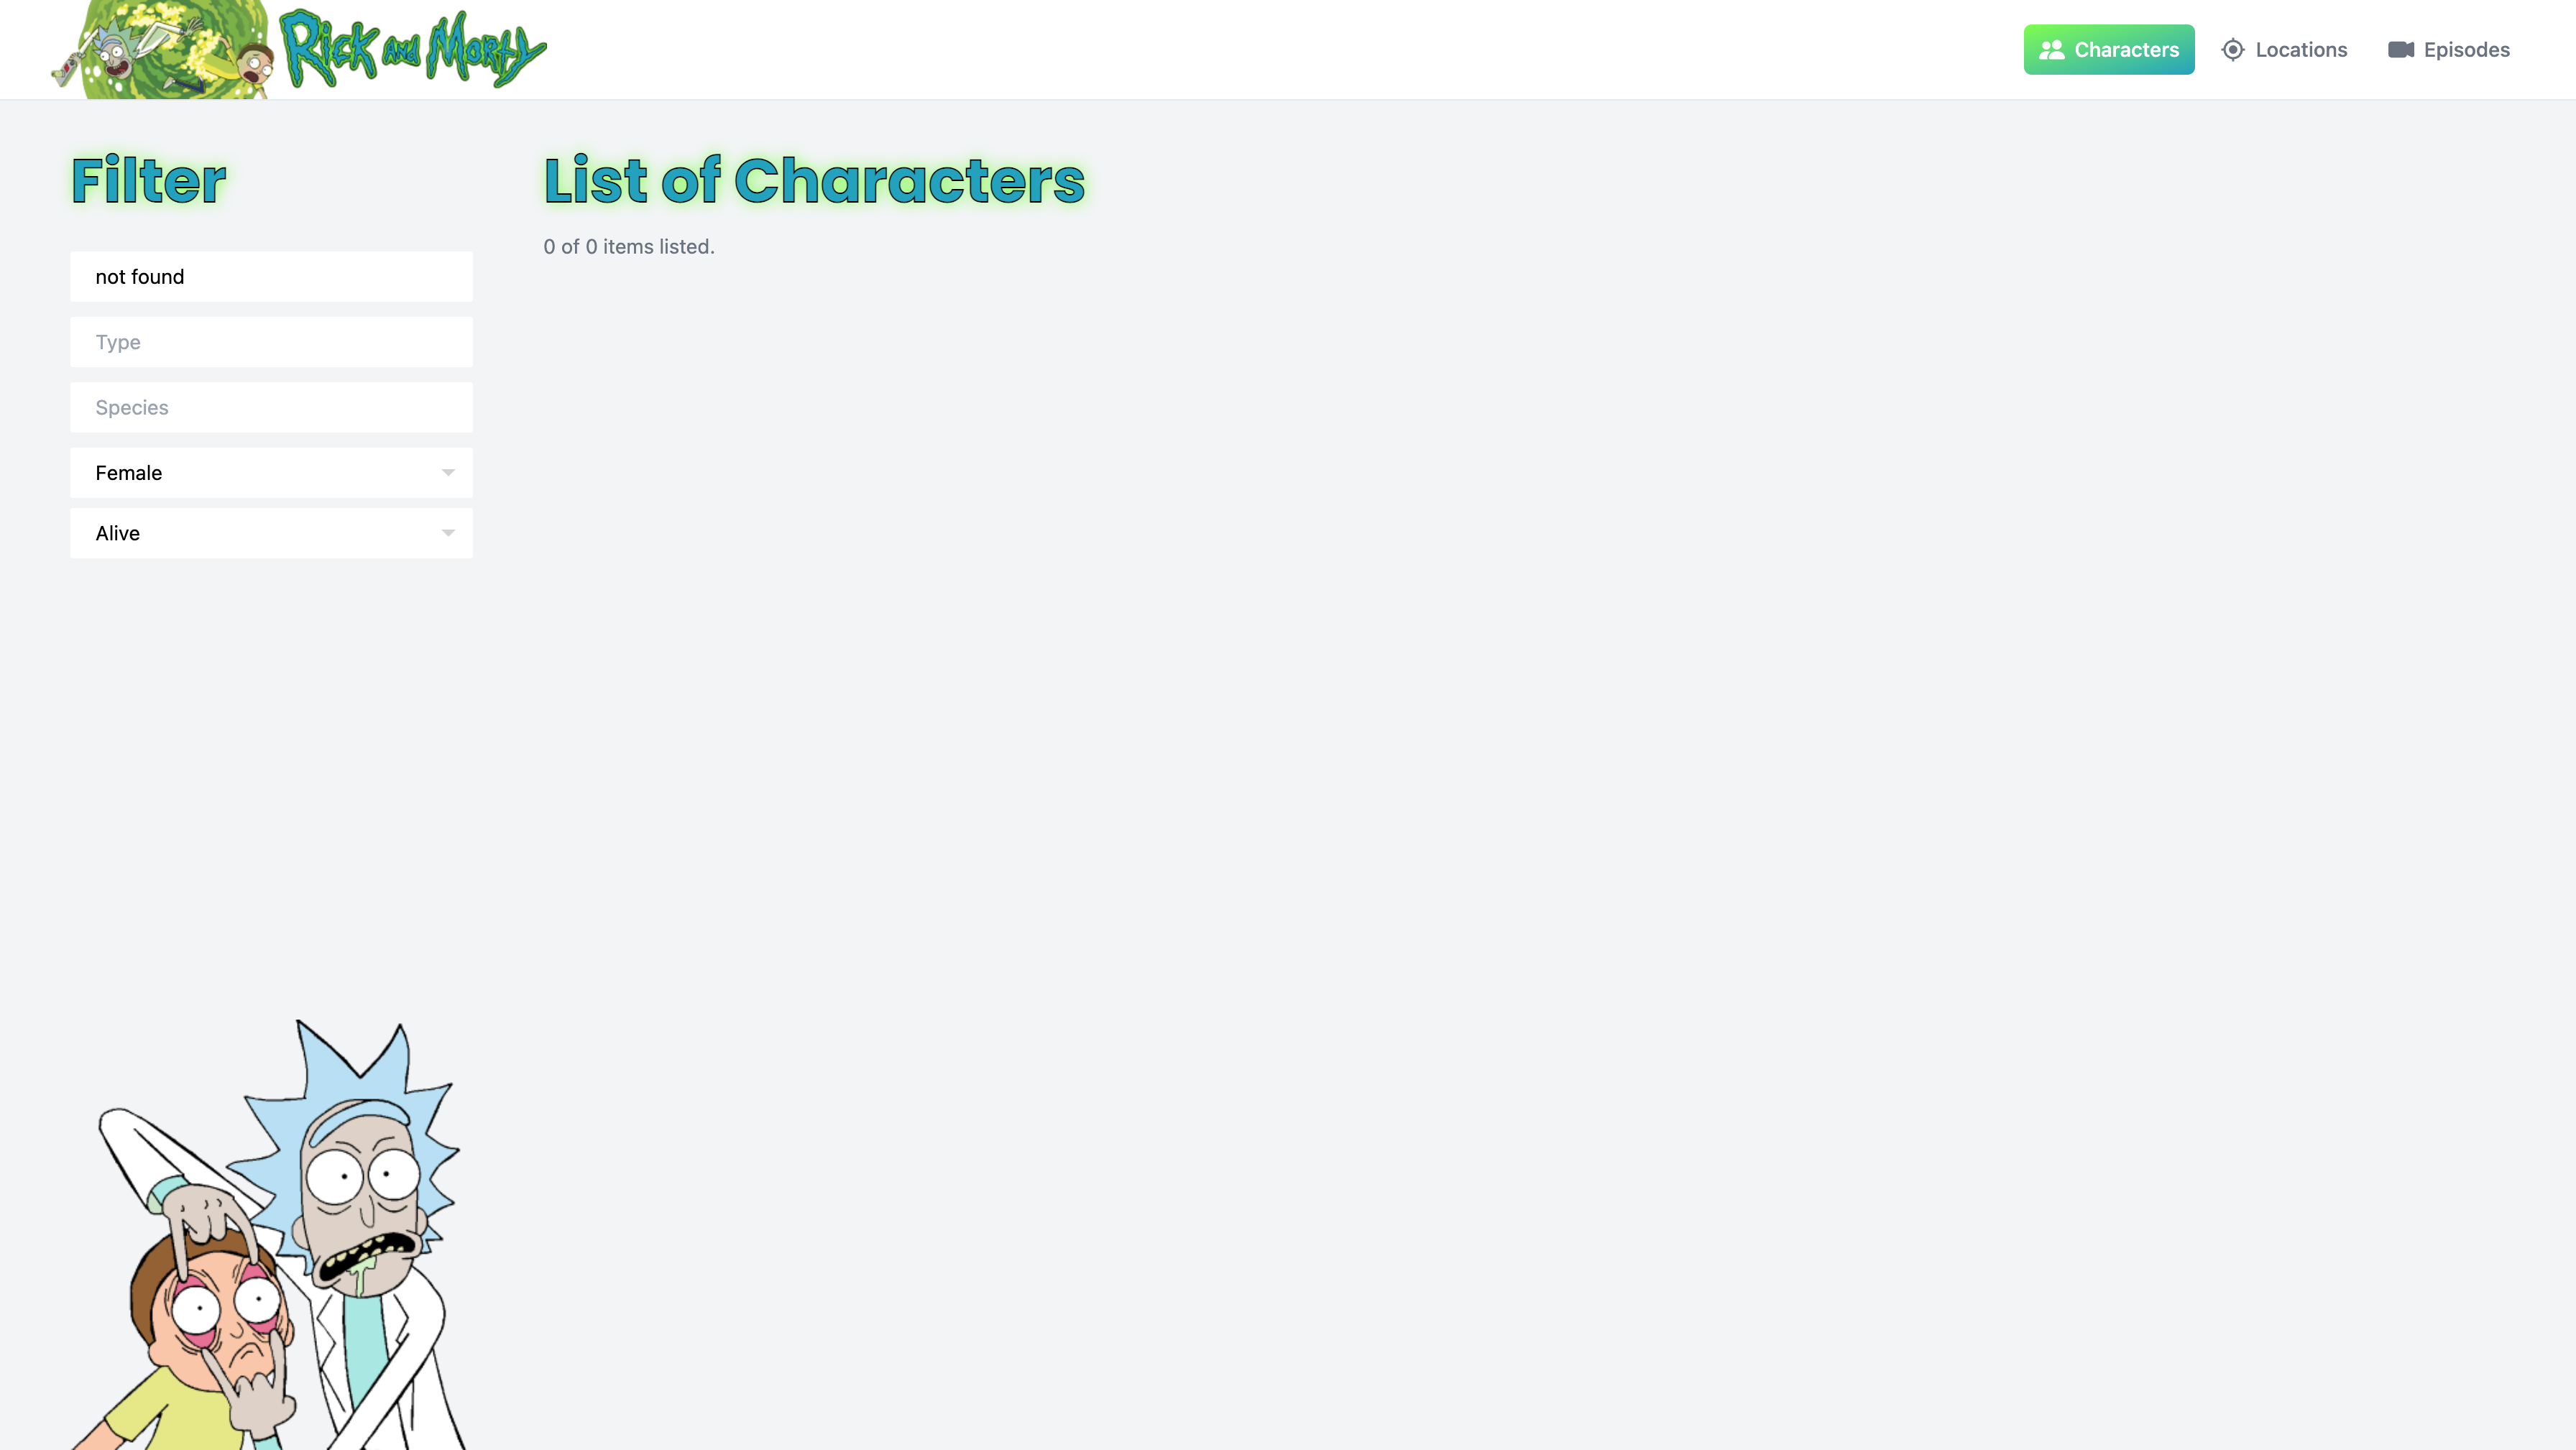 Rick and Morty
Characters
Locations
Episodes
Filter
not found
Type
Species
Female
Alive
List of Characters
0 of 0 items listed.